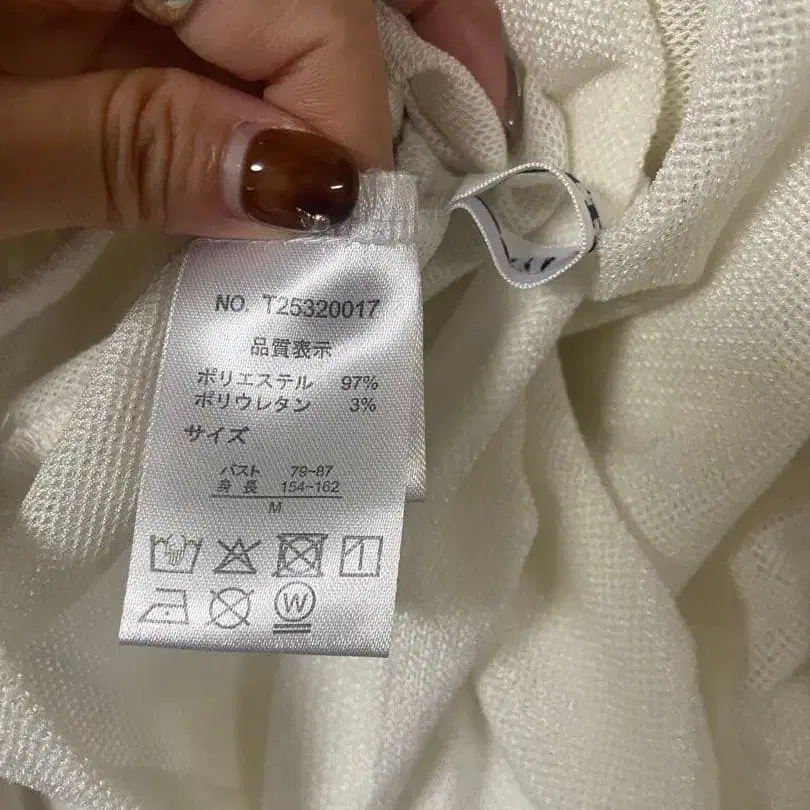 NO. T25320017
品質表示
ポリエステル 97%
ポリウレタン 3%
サイズ
バスト 79~87
身長 154~162
M
W